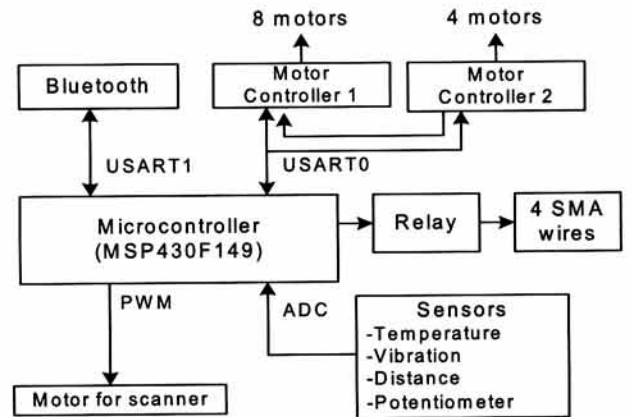 8 motors
4 motors
Bluetooth
Motor
Controller 1
Motor
Controller 2
USART1
USART0
Microcontroller
(MSP430F149)
Relay
4 SMA
wires
PWM
ADC
Sensors
-Temperature
-Vibration
-Distance
-Potentiometer
Motor for scanner